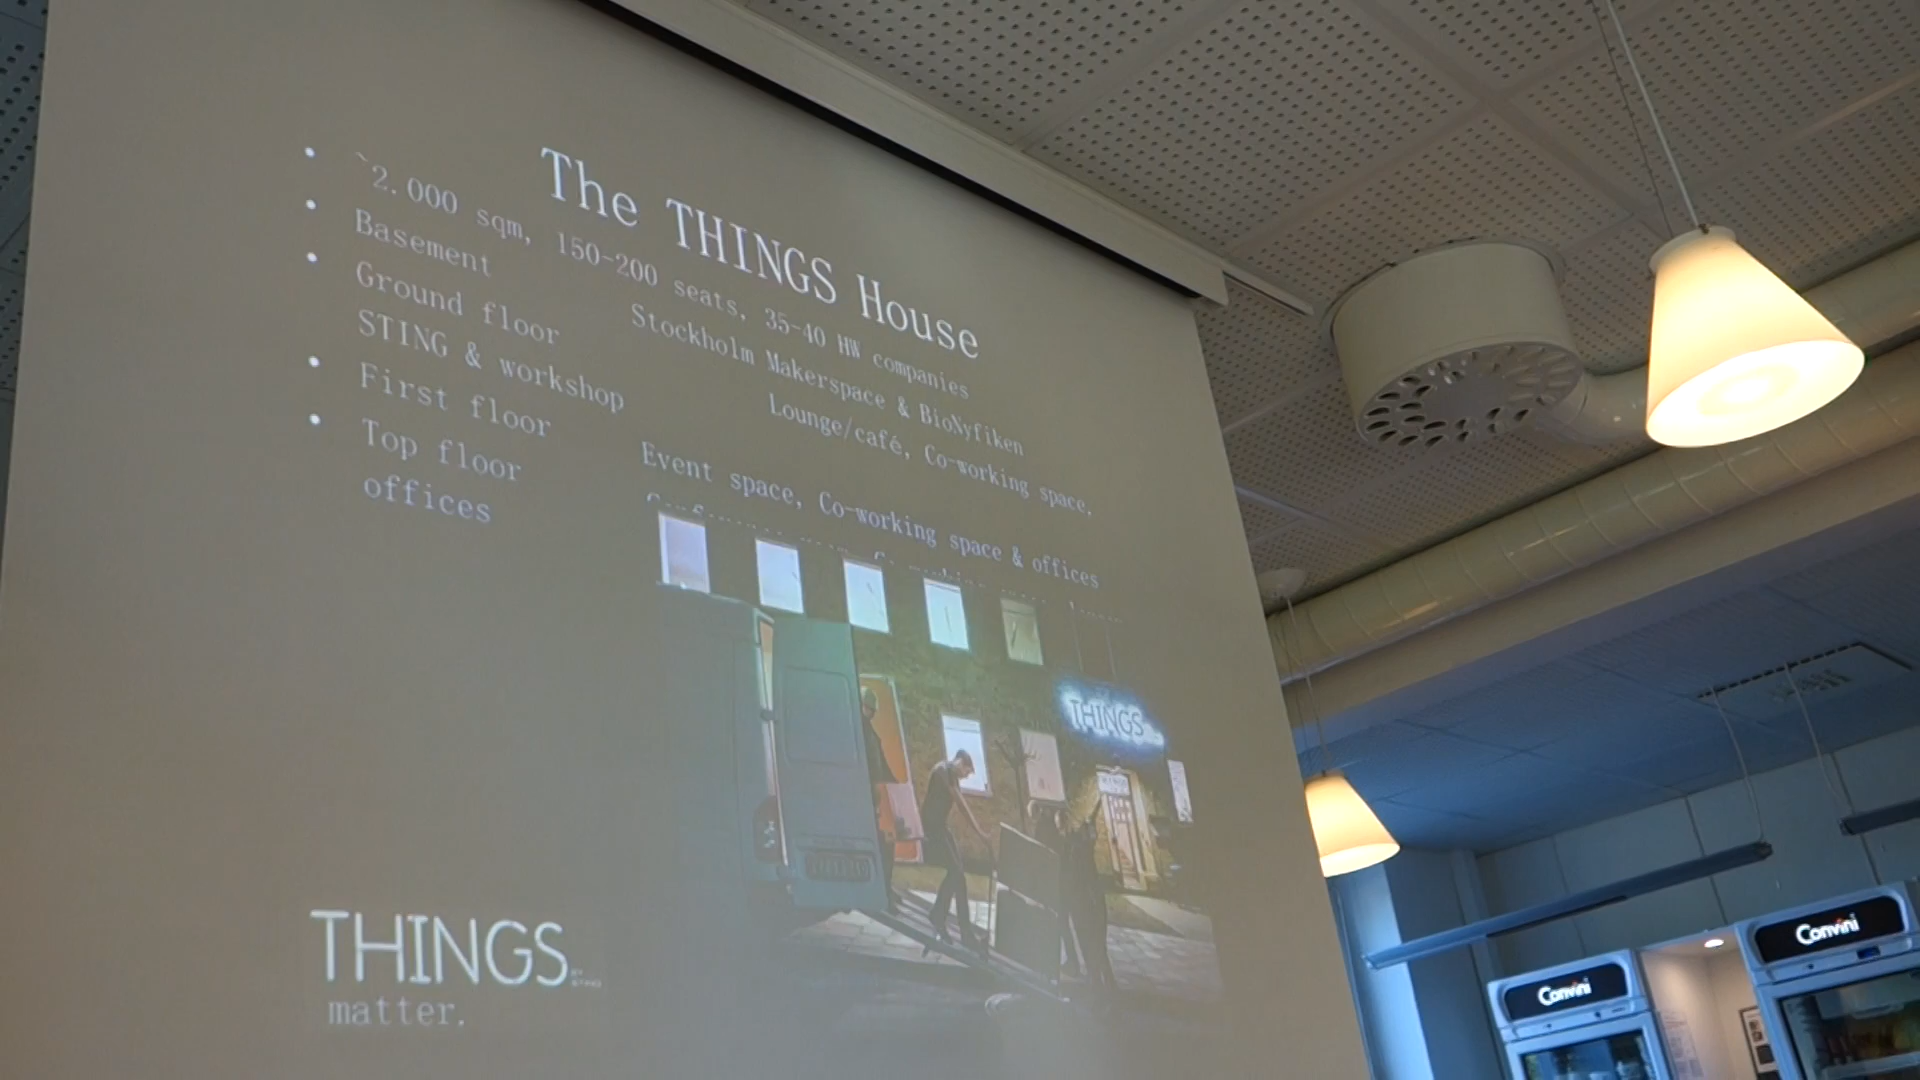 The THINGS House
• `2.000 sqm, 150-200 seats, 35-40 HW companies
• Basement Stockholm Makerspace & BioNyfiken
• Ground floor Lounge/café, Co-working space,
STING & workshop
• First floor Event space, Co-working space & offices
• Top floor
offices
THINGS
THINGS
matter.
Convini
Convini